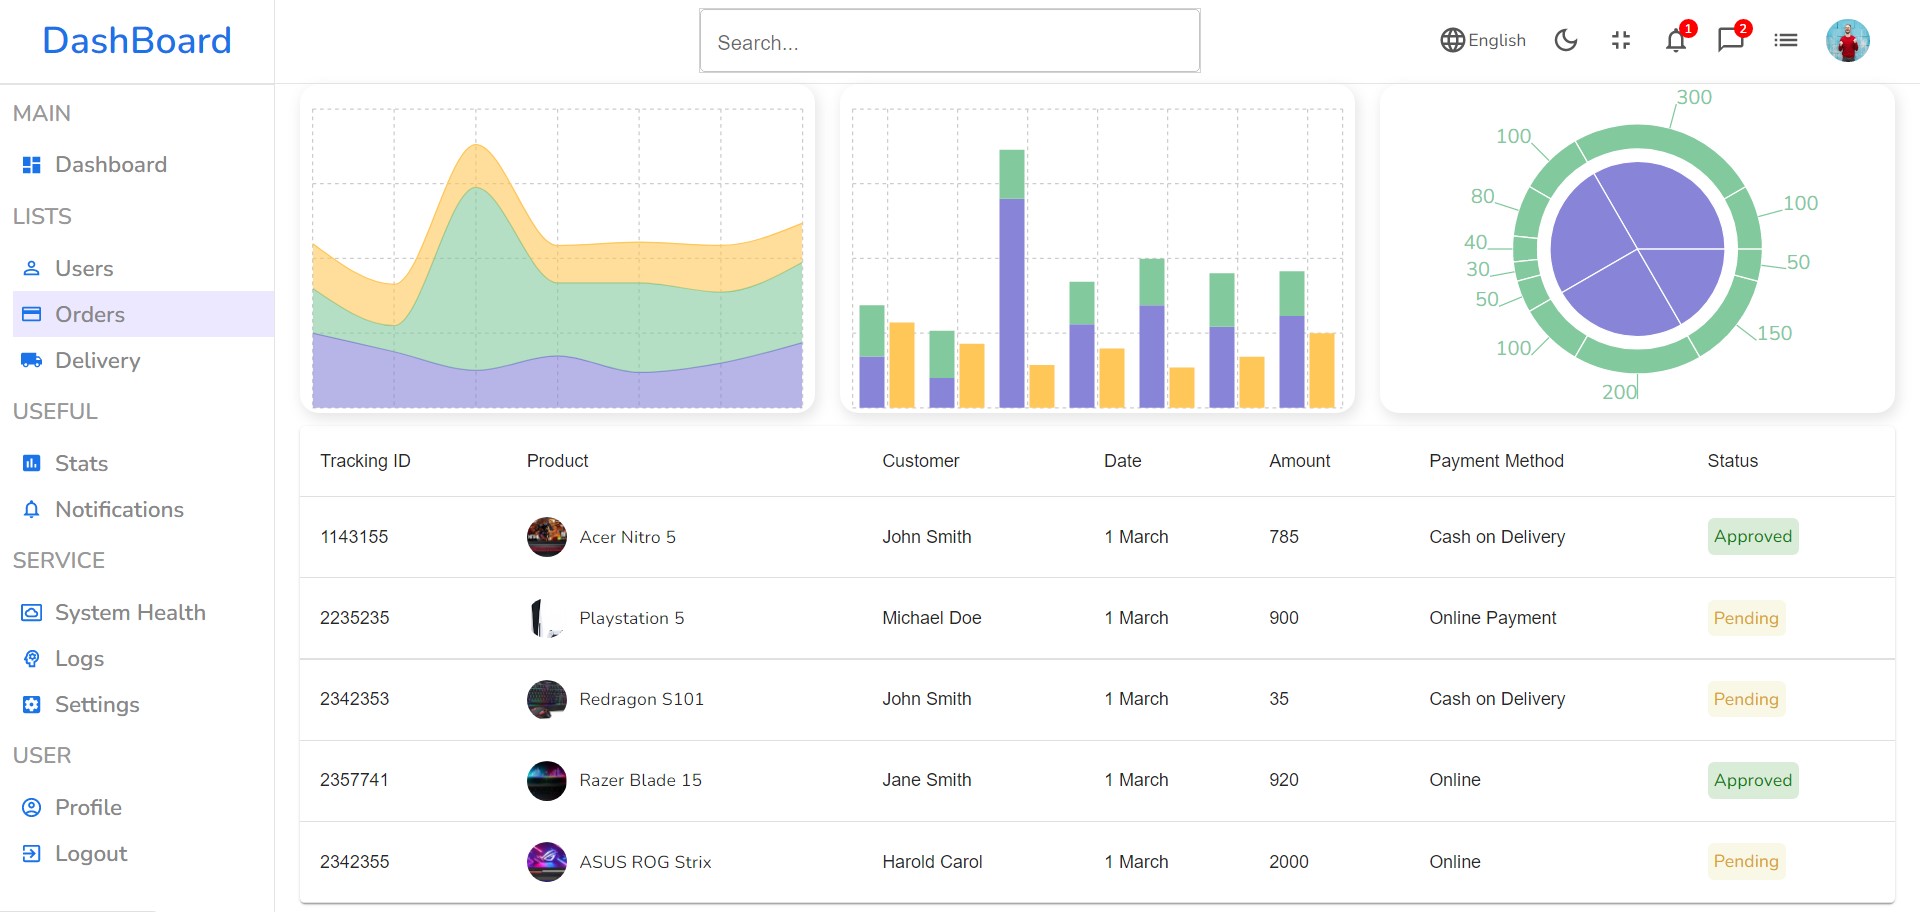 DashBoard
Search...
English
1
2
MAIN
Dashboard
LISTS
Users
Orders
Delivery
USEFUL
Stats
Notifications
SERVICE
System Health
Logs
Settings
USER
Profile
Logout
300
100
80
40
30
50
100
200
150
50
100
Tracking ID Product Customer Date Amount Payment Method Status
1143155 Acer Nitro 5 John Smith 1 March 785 Cash on Delivery Approved
2235235 Playstation 5 Michael Doe 1 March 900 Online Payment Pending
2342353 Redragon S101 John Smith 1 March 35 Cash on Delivery Pending
2357741 Razer Blade 15 Jane Smith 1 March 920 Online Approved
2342355 ASUS ROG Strix Harold Carol 1 March 2000 Online Pending